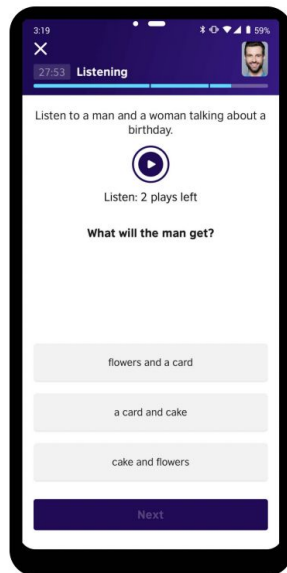 3:19
59%
27:53 Listening
Listen to a man and a woman talking about a
birthday.
Listen: 2 plays left
What will the man get?
flowers and a card
a card and cake
cake and flowers
Next